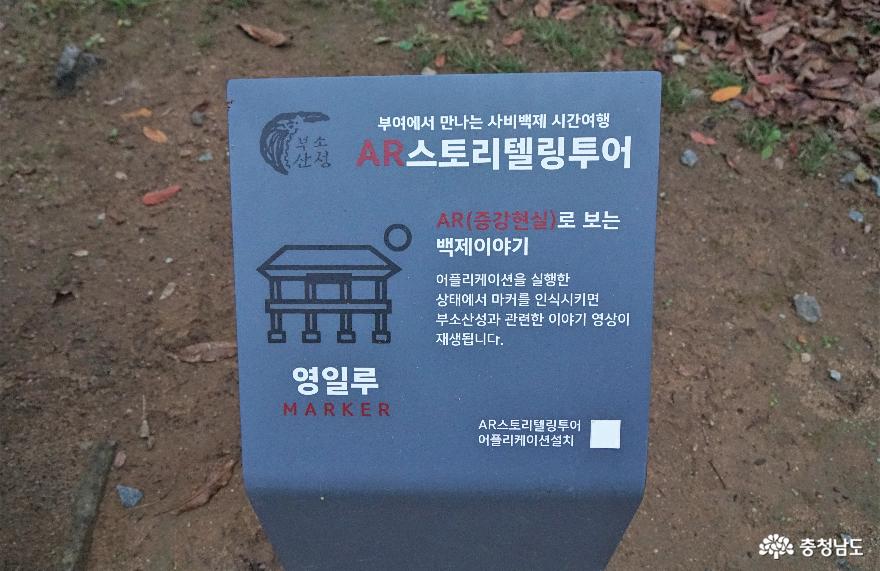 부여에서 만나는 사비백제 시간여행
부소
산성
AR스토리텔링투어
AR(증강현실)로 보는
백제이야기
어플리케이션을 실행한
상태에서 마커를 인식시키면
부소산성과 관련한 이야기 영상이
재생됩니다.
영일루
MARKER
AR스토리텔링투어
어플리케이션설치
충청남도